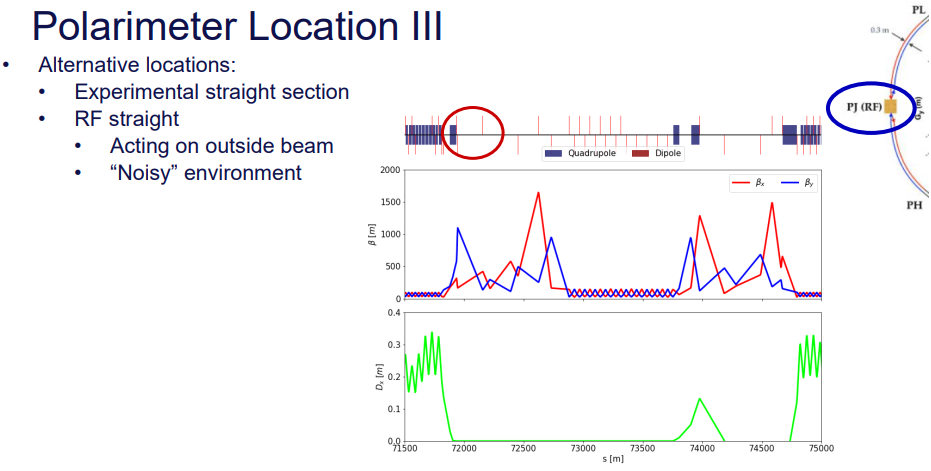 Polarimeter Location III
• Alternative locations:
• Experimental straight section
• RF straight
• Acting on outside beam
• “Noisy” environment
PL
0.3 m
PJ (RF)
Gy (m)
PH
Quadrupole Dipole
βx βy
β [m]
2000
1500
1000
500
0
Dx [m]
0.4
0.3
0.2
0.1
0.0
71500 72000 72500 73000 73500 74000 74500 75000
s [m]